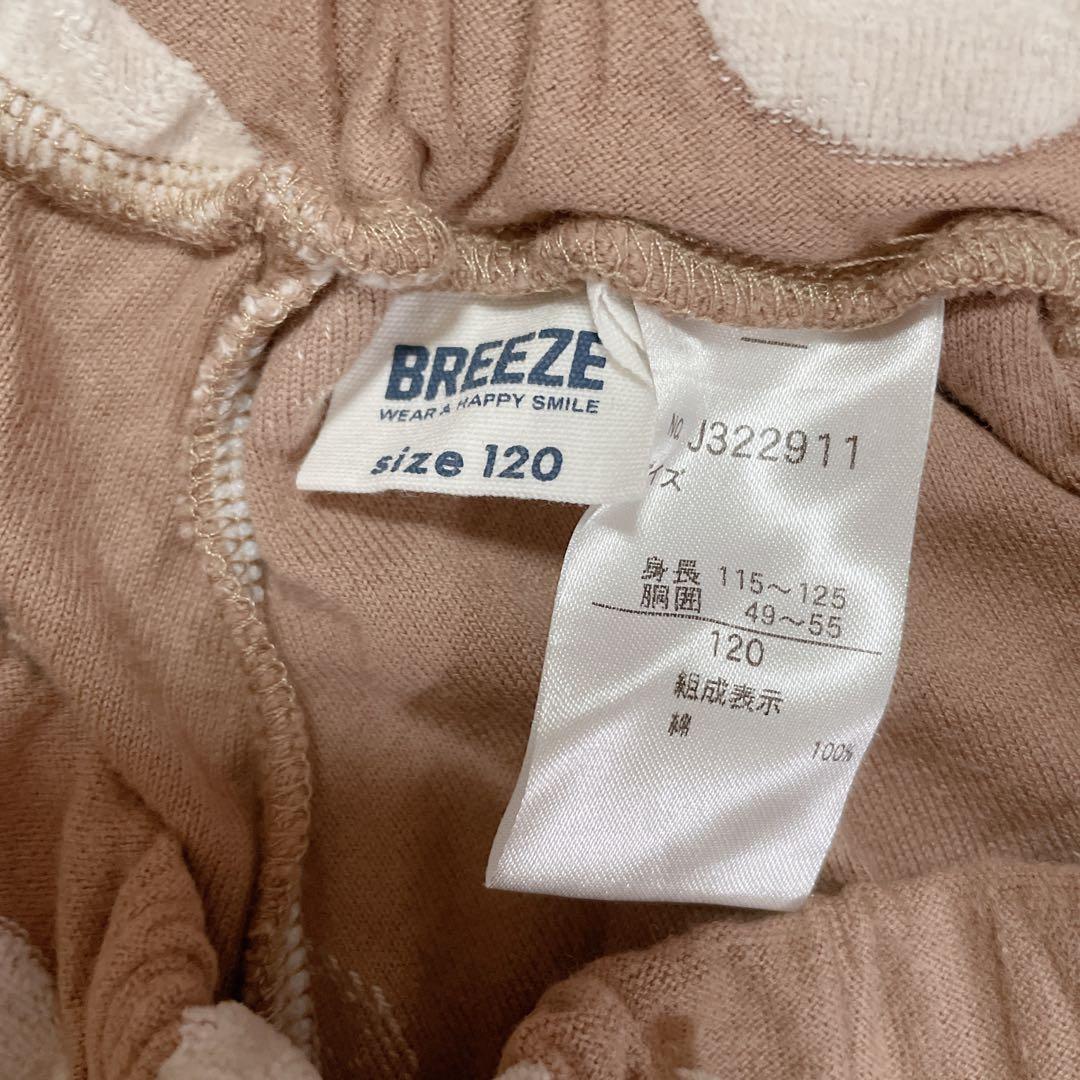 BREEZE
WEAR A HAPPY SMILE
size 120
NO. J322911
イズ
身長 115～125
胴囲 49～55
120
組成表示
綿 100%